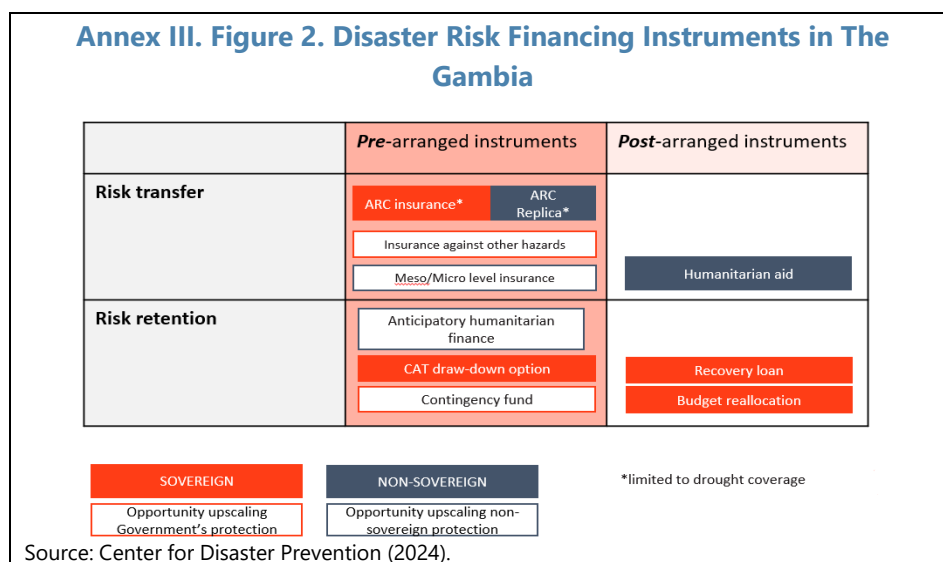 Annex III. Figure 2. Disaster Risk Financing Instruments in The
Gambia
Pre-arranged instruments
Post-arranged instruments
Risk transfer
ARC insurance*
ARC
Replica*
Insurance against other hazards
Meso/Micro level insurance
Humanitarian aid
Risk retention
Anticipatory humanitarian
finance
CAT draw-down option
Recovery loan
Contingency fund
Budget reallocation
SOVEREIGN
NON-SOVEREIGN
*limited to drought coverage
Opportunity upscaling
Government's protection
Opportunity upscaling non-
sovereign protection
Source: Center for Disaster Prevention (2024).